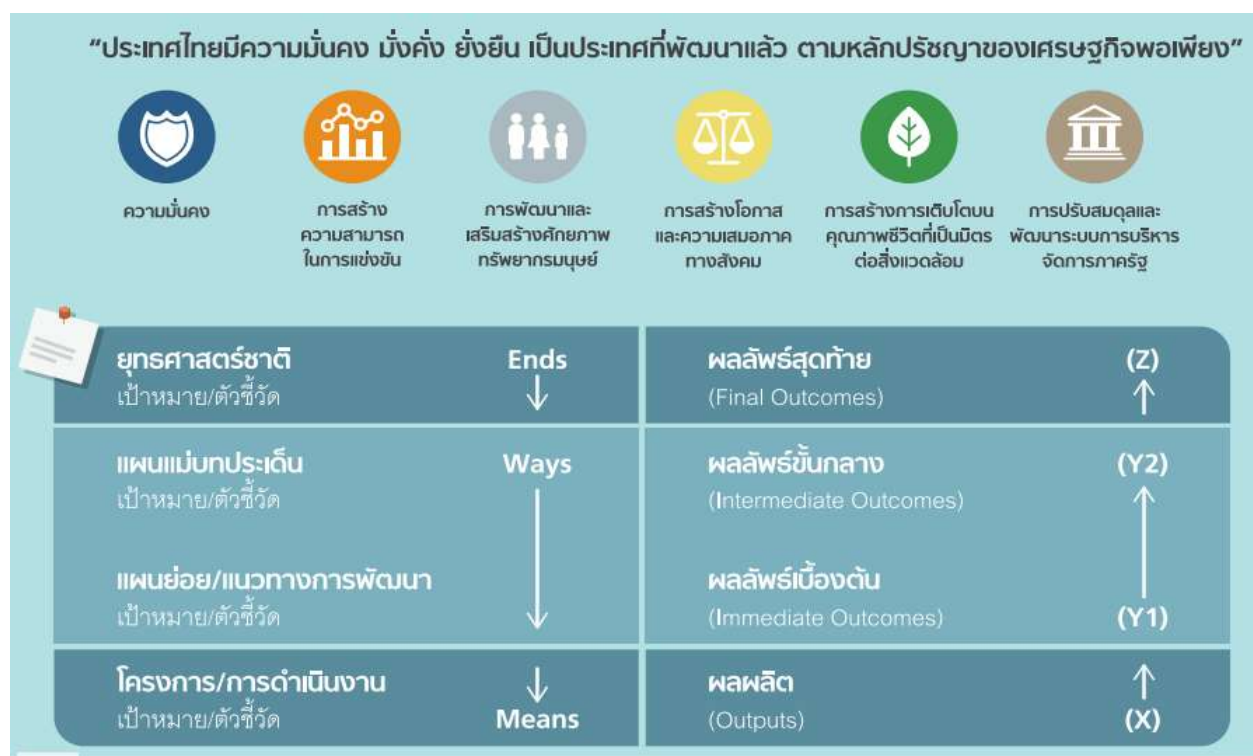 “ประเทศไทยมีความมั่นคง มั่งคั่ง ยั่งยืน เป็นประเทศที่พัฒนาแล้ว ตามหลักปรัชญาของเศรษฐกิจพอเพียง”
ความมั่นคง
การสร้าง
ความสามารถ
ในการแข่งขัน
การพัฒนาและ
เสริมสร้างศักยภาพ
ทรัพยากรมนุษย์
การสร้างโอกาส
และความเสมอภาค
ทางสังคม
การสร้างการเติบโตบน
คุณภาพชีวิตที่เป็นมิตร
ต่อสิ่งแวดล้อม
การปรับสมดุลและ
พัฒนาระบบการบริหาร
จัดการภาครัฐ
ยุทธศาสตร์ชาติ
เป้าหมาย/ตัวชี้วัด
Ends
ผลลัพธ์สุดท้าย
(Final Outcomes)
(Z)
แผนแม่บทประเด็น
เป้าหมาย/ตัวชี้วัด
Ways
ผลลัพธ์ขั้นกลาง
(Intermediate Outcomes)
(Y2)
แผนย่อย/แนวทางการพัฒนา
เป้าหมาย/ตัวชี้วัด
ผลลัพธ์เบื้องต้น
(Immediate Outcomes)
(Y1)
โครงการ/การดำเนินงาน
เป้าหมาย/ตัวชี้วัด
Means
ผลผลิต
(Outputs)
(X)